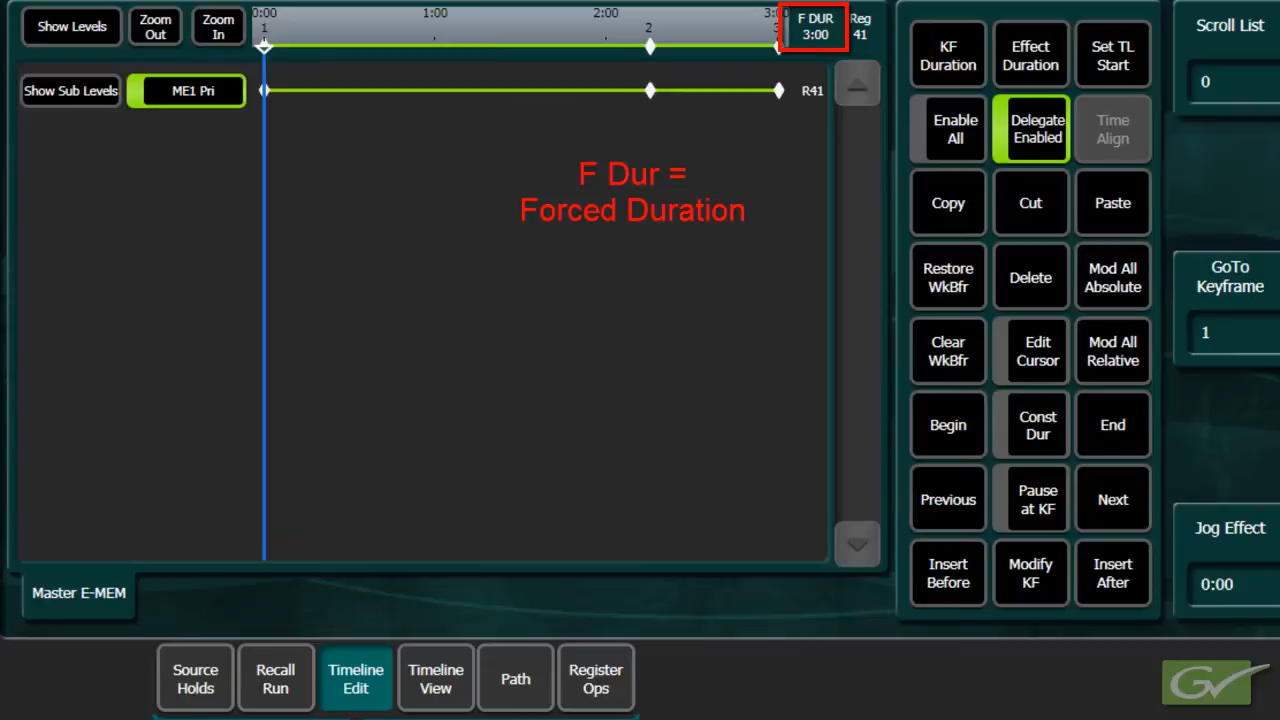 Show Levels
Zoom Out
Zoom In
0:00
1:00
2:00
1
2
F DUR
3:00
Reg
41
Show Sub Levels
ME1 Pri
R41
F Dur =
Forced Duration
Master E-MEM
KF Duration
Effect Duration
Set TL Start
Enable All
Delegate Enabled
Time Align
Copy
Cut
Paste
Restore WkBfr
Delete
Mod All Absolute
Clear WkBfr
Edit Cursor
Mod All Relative
Begin
Const Dur
End
Previous
Pause at KF
Next
Insert Before
Modify KF
Insert After
Scroll List
0
GoTo
Keyframe
1
Jog Effect
0:00
Source Holds
Recall Run
Timeline Edit
Timeline View
Path
Register Ops
GV